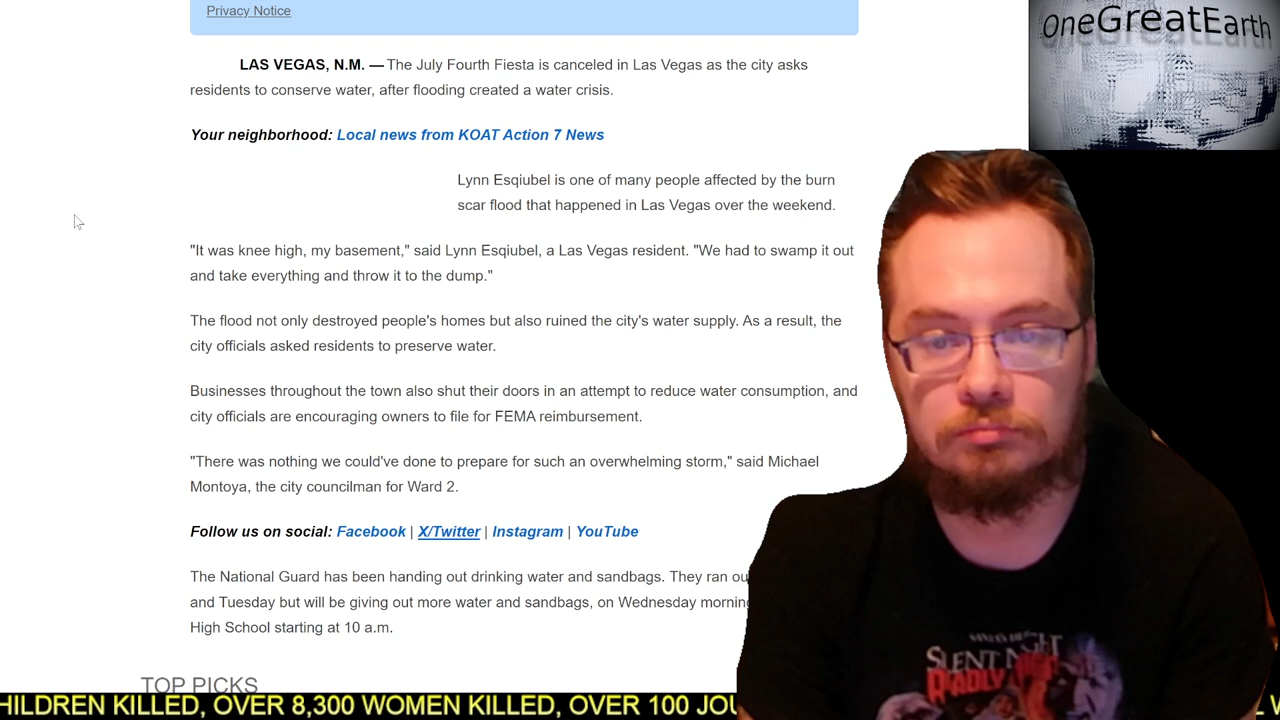 Privacy Notice
OneGreatEarth
LAS VEGAS, N.M. — The July Fourth Fiesta is canceled in Las Vegas as the city asks
residents to conserve water, after flooding created a water crisis.
Your neighborhood: Local news from KOAT Action 7 News
Lynn Esqiubel is one of many people affected by the burn
scar flood that happened in Las Vegas over the weekend.
"It was knee high, my basement," said Lynn Esqiubel, a Las Vegas resident. "We had to swamp it out
and take everything and throw it to the dump."
The flood not only destroyed people's homes but also ruined the city's water supply. As a result, the
city officials asked residents to preserve water.
Businesses throughout the town also shut their doors in an attempt to reduce water consumption, and
city officials are encouraging owners to file for FEMA reimbursement.
"There was nothing we could've done to prepare for such an overwhelming storm," said Michael
Montoya, the city councilman for Ward 2.
Follow us on social: Facebook | X/Twitter | Instagram | YouTube
The National Guard has been handing out drinking water and sandbags. They ran
and Tuesday but will be giving out more water and sandbags, on Wednesday
High School starting at 10 a.m.
SILENT NIGHT
DEADLY
TOP PICKS
HILDREN KILLED, OVER 8,300 WOMEN KILLED, OVER 100